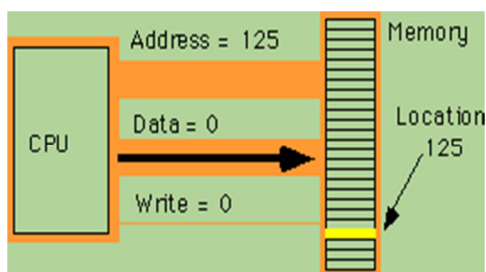 Address = 125
Memory
Data = 0
Location
125
CPU
Write = 0